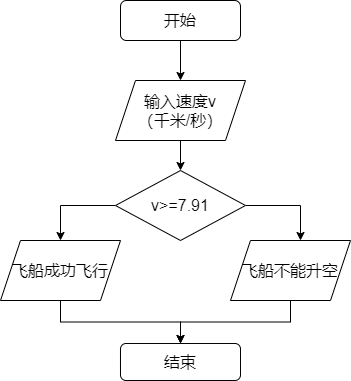 开始
输入速度v
（千米/秒）
v>=7.91
飞船成功飞行
飞船不能升空
结束